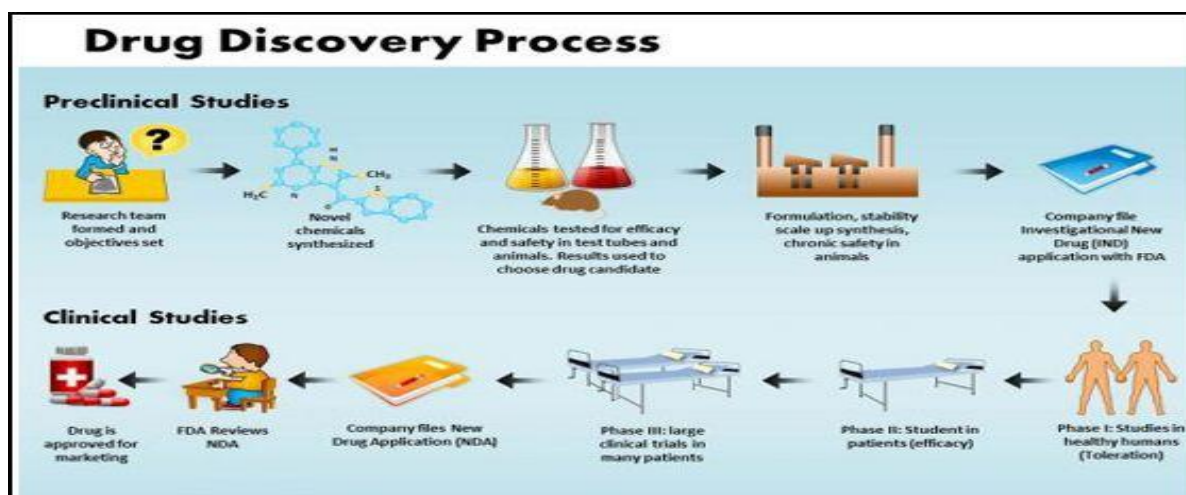 Drug Discovery Process
Preclinical Studies
?
H
N
CH₃
H₃C
N
S
O
Research team
formed and
objectives set
Novel
chemicals
synthesized
Chemicals tested for efficacy
and safety in test tubes and
animals. Results used to
choose drug candidate
Formulation, stability
scale up synthesis,
chronic safety in
animals
Company file
Investigational New
Drug (IND)
application with FDA
Clinical Studies
Drug is
approved for
marketing
FDA Reviews
NDA
Company files New
Drug Application (NDA)
Phase III: large
clinical trials in
many patients
Phase II: Student in
patients (efficacy)
Phase I: Studies in
healthy humans
(Toleration)